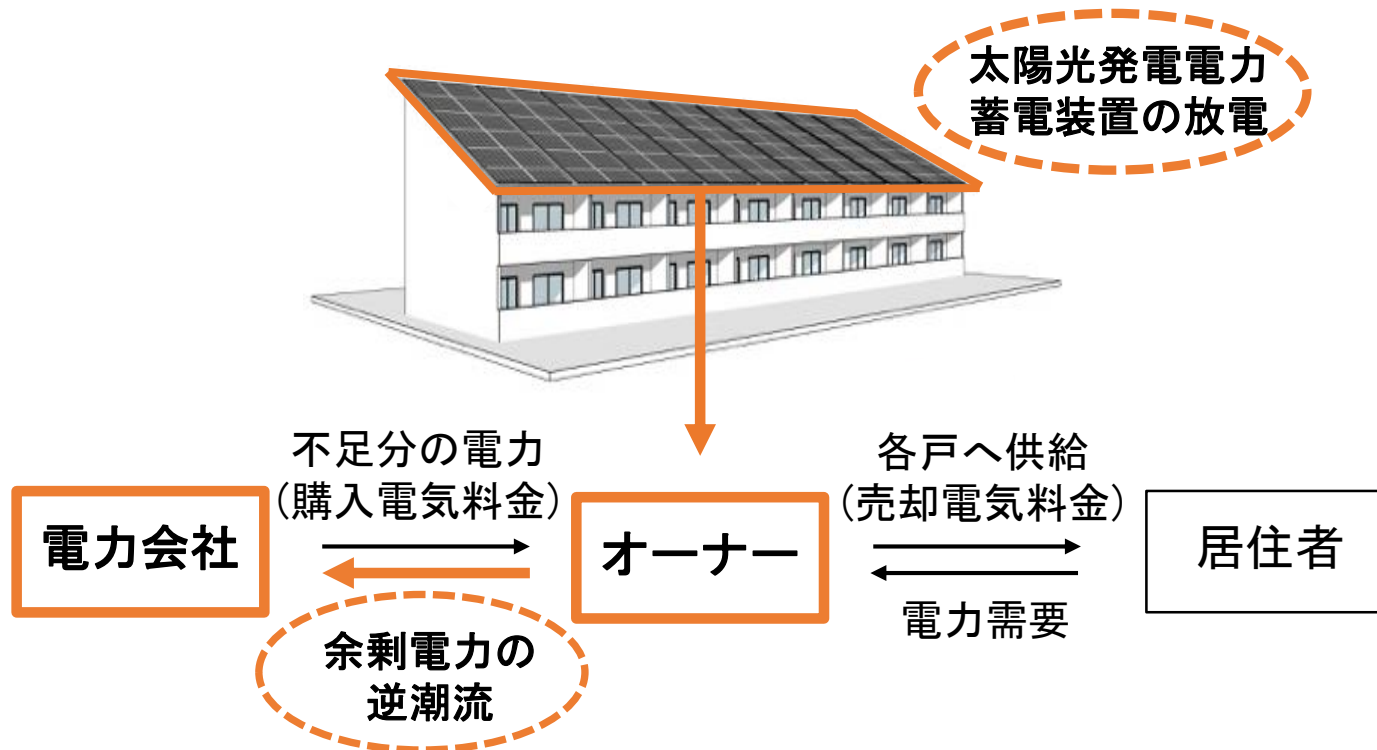 太陽光発電電力
蓄電装置の放電
不足分の電力
(購入電気料金)
各戸へ供給
(売却電気料金)
電力会社
オーナー
居住者
電力需要
余剰電力の
逆潮流